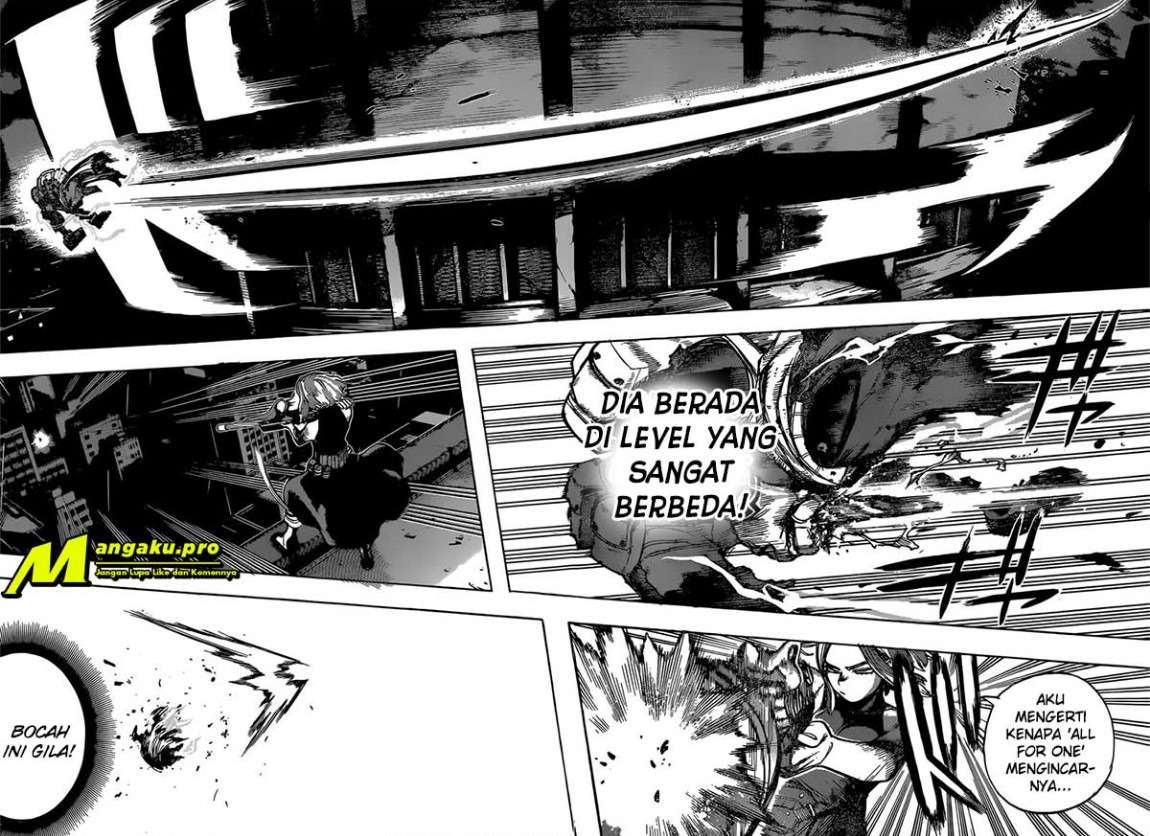 DIA BERADA
DI LEVEL YANG
SANGAT
BERBEDA!
Mangaku.pro
Jangan Lupa Like dan Komennya
AKU
MENGERTI
KENAPA 'ALL
FOR ONE'
MENGINCAR-
NYA...
BOCAH
INI GILA!